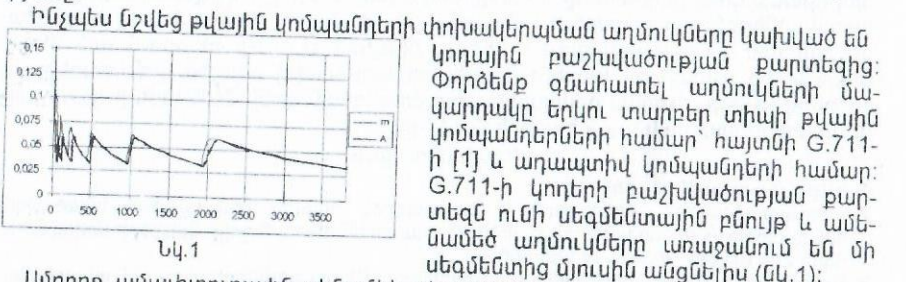 Ինչպես նշվեց թվային կոմպանդերի փոխակերպման աղմուկները կախված են
կոդային բաշխվածության քարտեզից:
Փորձենք գնահատել աղմուկների մա-
կարդակը երկու տարբեր տիպի թվային
կոմպանդերների համար՝ հայտնի G.711-
ի [1] և ադապտիվ կոմպանդերի համար:
G.711-ի կոդերի բաշխվածության քար-
տեզն ունի սեգմենտային բնույթ և ամե-
նամեծ աղմուկները առաջանում են մի
սեգմենտից մյուսին անցնելիս (նկ.1):
0,15
0,125
0,1
0,075
0,05
0,025
0
0 500 1000 1500 2000 2500 3000 3500
m
A
Նկ.1